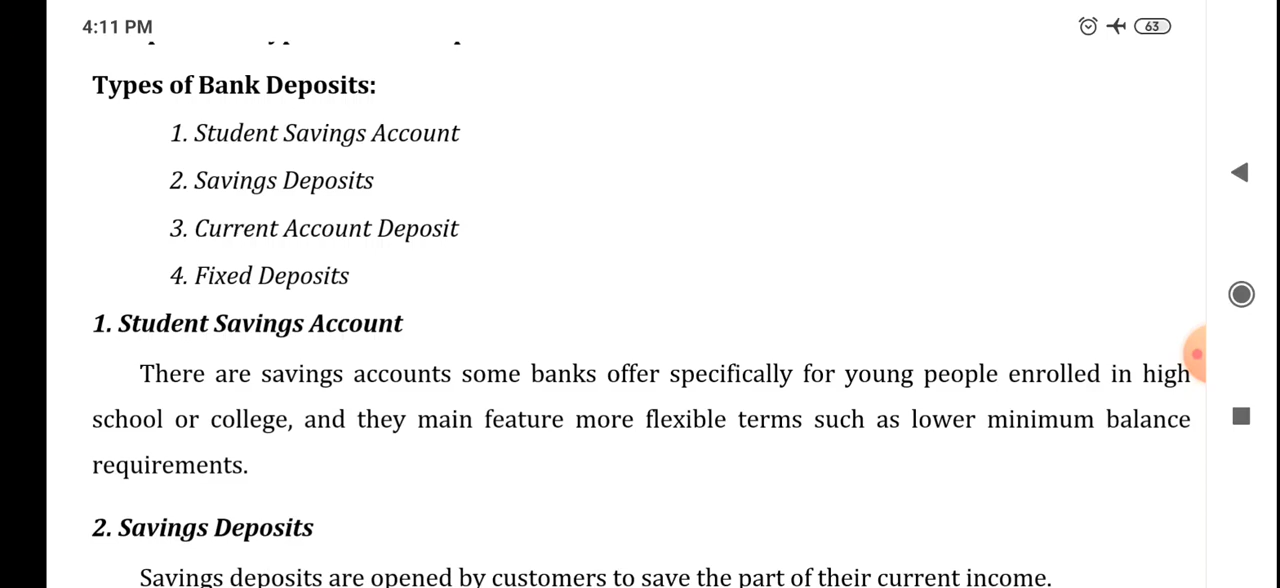 4:11 PM
63
Types of Bank Deposits:
1. Student Savings Account
2. Savings Deposits
3. Current Account Deposit
4. Fixed Deposits
1. Student Savings Account
There are savings accounts some banks offer specifically for young people enrolled in high
school or college, and they main feature more flexible terms such as lower minimum balance
requirements.
2. Savings Deposits
Savings deposits are opened by customers to save the part of their current income.